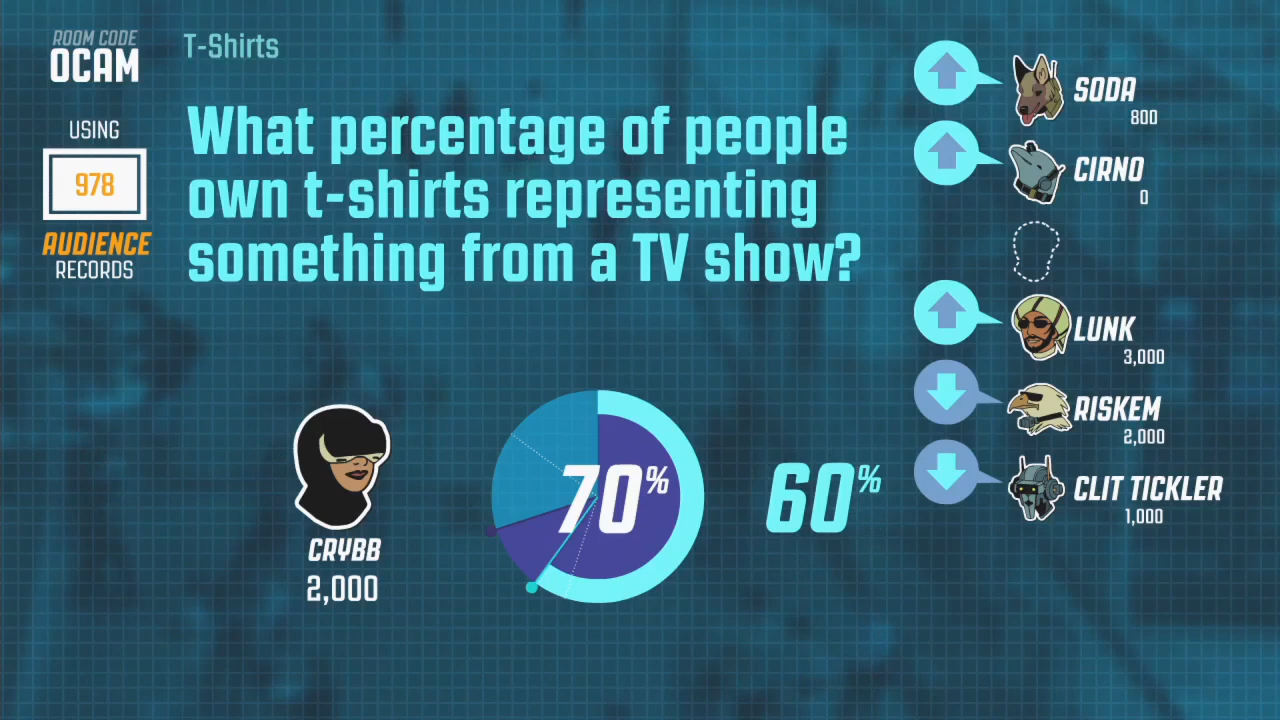 ROOM CODE
OCAM
T-Shirts
USING
978
AUDIENCE
RECORDS
What percentage of people
own t-shirts representing
something from a TV show?
SODA
800
CIRNO
0
LUNK
3,000
RISKEM
2,000
CLIT TICKLER
1,000
70%
60%
CRYBB
2,000